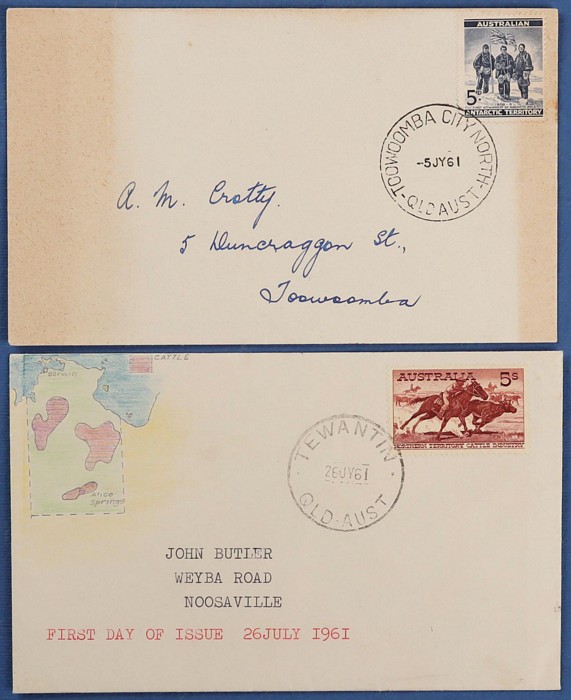 AUSTRALIAN
5D
ANTARCTIC TERRITORY
TOOWOOMBA CITY NORTH
-5JY61
-QLD AUST-
A. M. Crotty.
5 Duncraggon St.,
Toowoomba
CATTLE
Darwin
Alice
Springs
AUSTRALIA 5S
NORTHERN TERRITORY CATTLE INDUSTRY
TEWANTIN
26JY61
QLD-AUST
JOHN BUTLER
WEYBA ROAD
NOOSAVILLE
FIRST DAY OF ISSUE 26JULY 1961